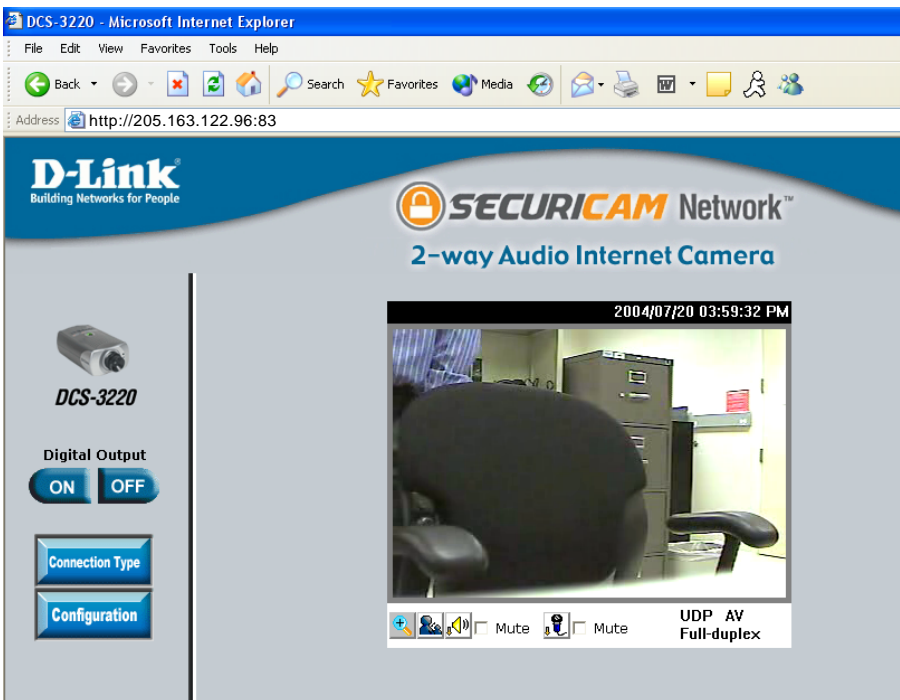 DCS-3220 - Microsoft Internet Explorer
File Edit View Favorites Tools Help
Back Search Favorites Media
Address http://205.163.122.96:83
D-Link®
Building Networks for People
SECURICAM Network™
2-way Audio Internet Camera
2004/07/20 03:59:32 PM
DCS-3220
Digital Output
ON OFF
Connection Type
Configuration
Mute Mute UDP AV
Full-duplex